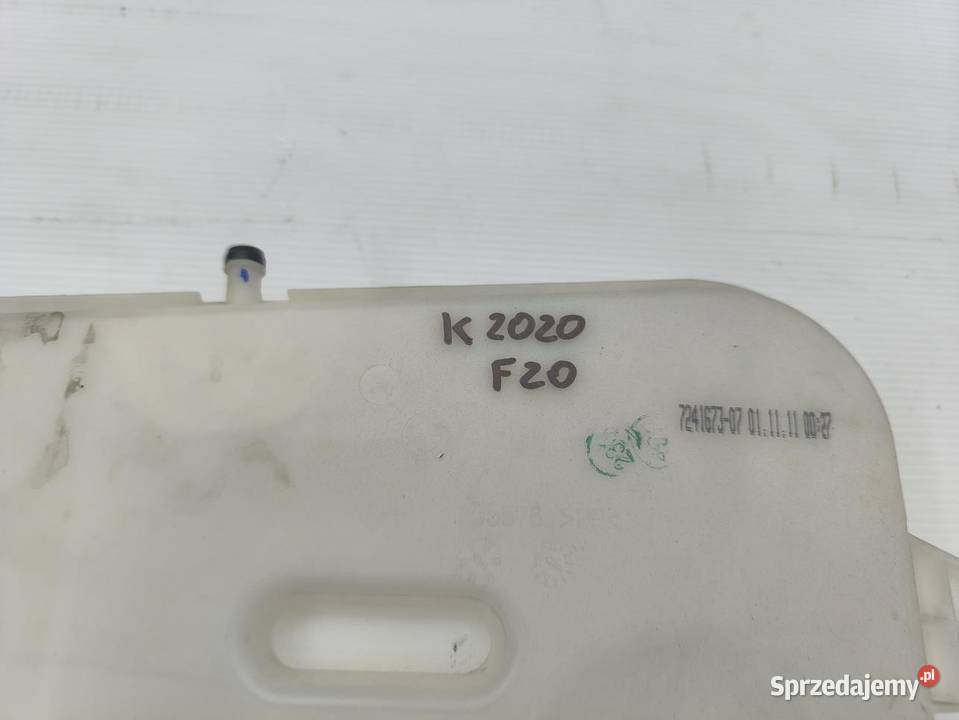 K 2020
F20
7241673-07 01.11.11 00:27
Sprzedajemy.pl